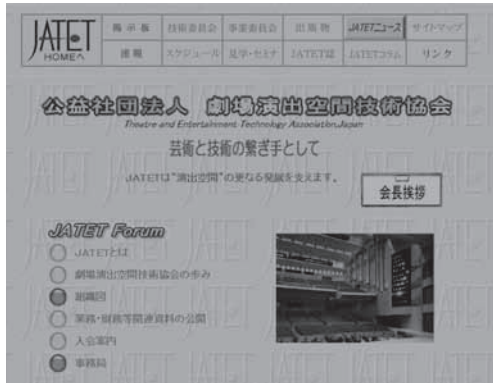 JATET HOMEへ
掲示板 技術委員会 事業委員会 出版物 JATETニュース サイトマップ
連職 スケジュール 見学・セミナ JATET誌 JATETコラム リンク
公益社団法人 劇場演出空間技術協会
Theatre and Entertainment Technology Association,Japan
芸術と技術の繋ぎ手として
JATETは"演出空間"の更なる発展を支えます。
会長挨拶
JATET Forum
JATETとは
劇場演出空間技術協会の歩み
組織図
業務・財務等関連資料の公開
入会案内
事務局